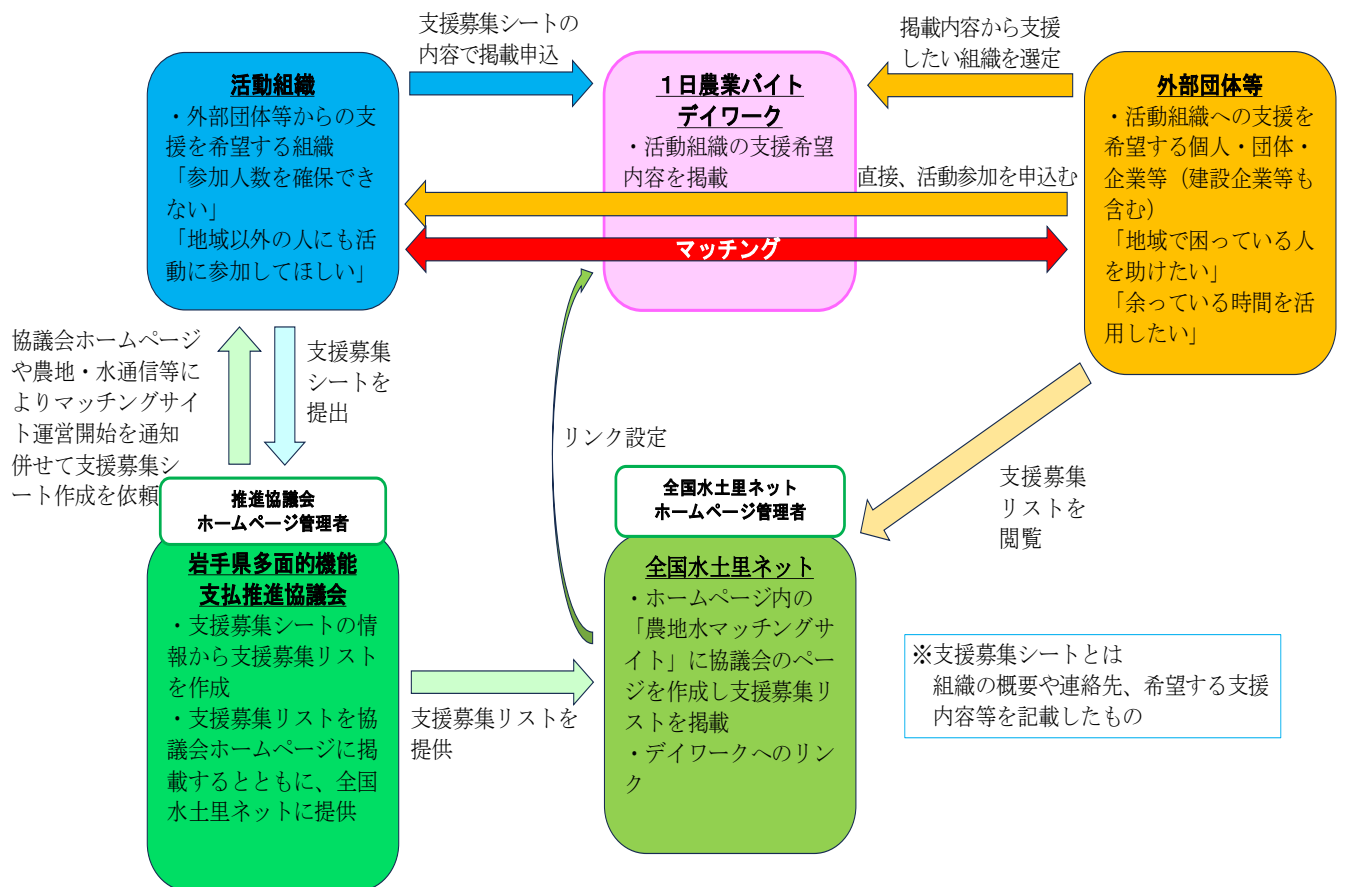 支援募集シートの
内容で掲載申込
掲載内容から支援
したい組織を選定
活動組織
・外部団体等からの支
援を希望する組織
「参加人数を確保でき
ない」
「地域以外の人にも活
動に参加してほしい」
１日農業バイト
デイワーク
・活動組織の支援希望
内容を掲載
外部団体等
・活動組織への支援を
希望する個人・団体・
企業等（建設企業等も
含む）
「地域で困っている人
を助けたい」
「余っている時間を活
用したい」
直接、活動参加を申込む
マッチング
協議会ホームページ
や農地・水通信等に
よりマッチングサイ
ト運営開始を通知
併せて支援募集シ
ート作成を依頼
支援募集
シートを
提出
リンク設定
支援募集
リストを
閲覧
推進協議会
ホームページ管理者
岩手県多面的機能
支払推進協議会
・支援募集シートの情
報から支援募集リスト
を作成
・支援募集リストを協
議会ホームページに掲
載するとともに、全国
水土里ネットに提供
支援募集リストを
提供
全国水土里ネット
ホームページ管理者
全国水土里ネット
・ホームページ内の
「農地水マッチングサ
イト」に協議会のペー
ジを作成し支援募集リ
ストを掲載
・デイワークへのリン
ク
※支援募集シートとは
組織の概要や連絡先、希望する支援
内容等を記載したもの